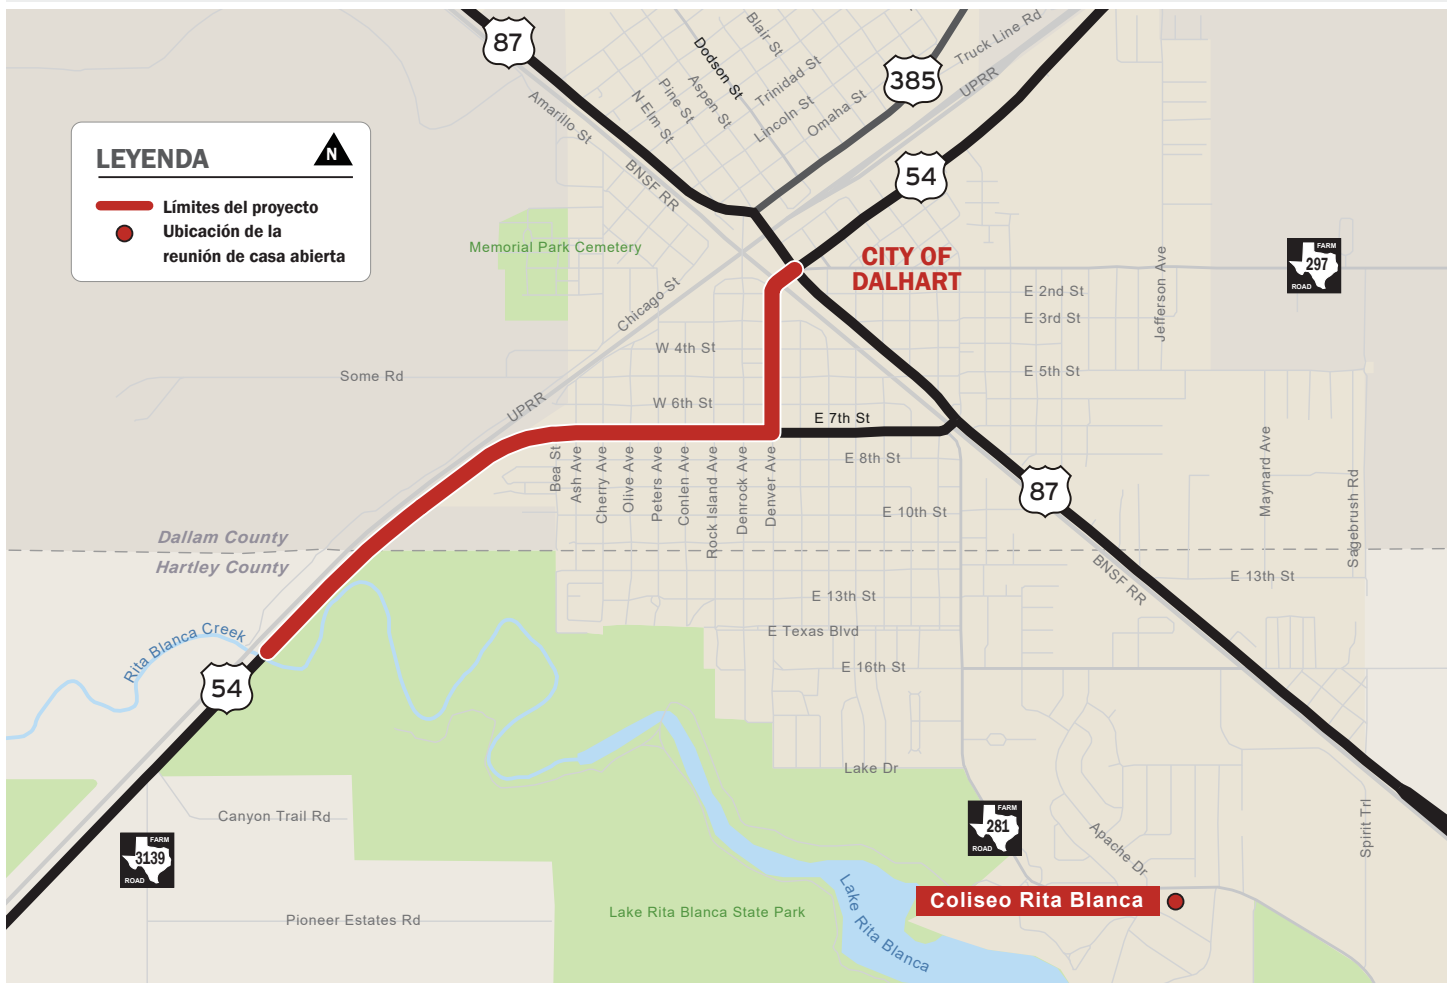 87
Blair St
Dodson St
Truck Line Rd
385
UPRR
Trinidad St
Aspen St
Pine St
N Elm St
Lincoln St
Omaha St
Amarillo St
BNSF RR
54
LEYENDA
N
Límites del proyecto
Ubicación de la
reunión de casa abierta
Memorial Park Cemetery
CITY OF
DALHART
FARM
297
ROAD
Jefferson Ave
E 2nd St
E 3rd St
Chicago St
W 4th St
Some Rd
E 5th St
UPRR
W 6th St
E 7th St
Bea St
Ash Ave
Cherry Ave
Olive Ave
Peters Ave
Conlen Ave
Rock Island Ave
Denrock Ave
Denver Ave
E 8th St
87
Maynard Ave
Sagebrush Rd
E 10th St
Dallam County
Hartley County
BNSF RR
E 13th St
E 13th St
Rita Blanca Creek
E Texas Blvd
E 16th St
54
Lake Dr
Canyon Trail Rd
FARM
281
ROAD
Apache Dr
Spirit Trl
FARM
3139
ROAD
Coliseo Rita Blanca
Pioneer Estates Rd
Lake Rita Blanca State Park
Lake Rita Blanca